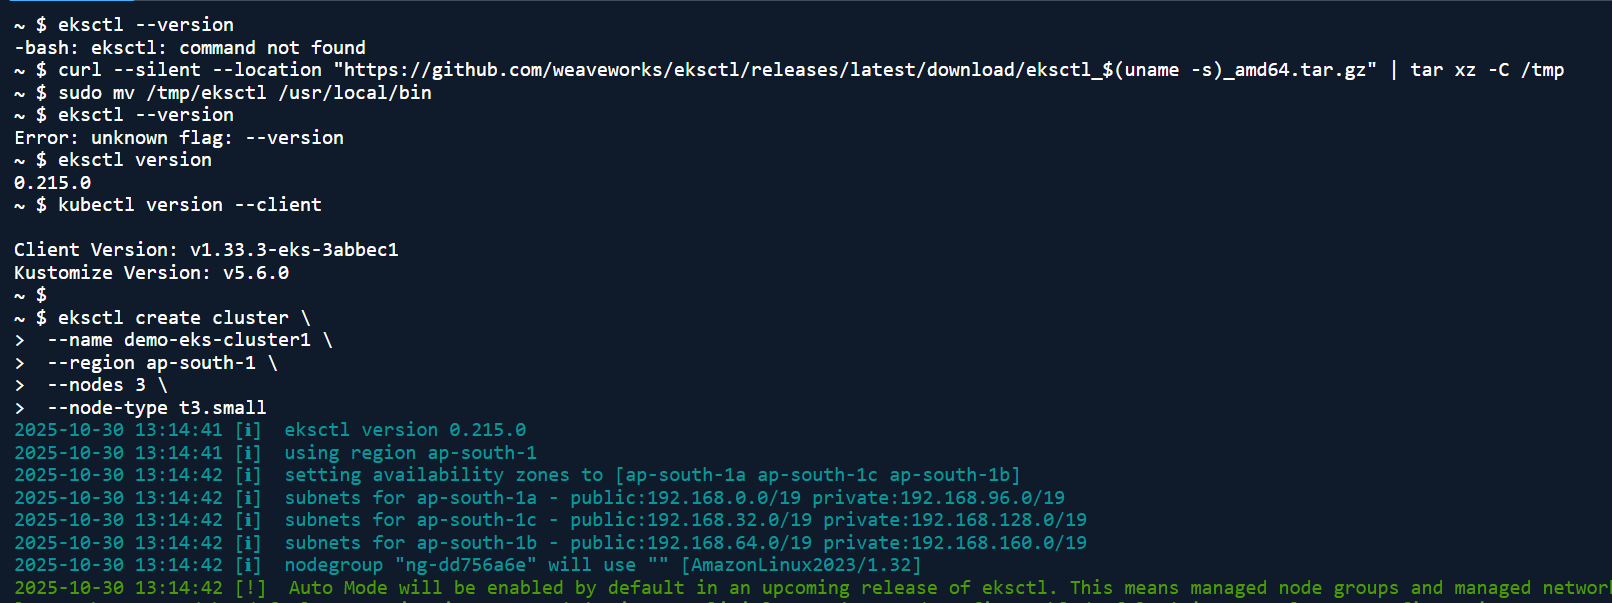 ~ $ eksctl --version
-bash: eksctl: command not found
~ $ curl --silent --location "https://github.com/weaveworks/eksctl/releases/latest/download/eksctl_$(uname -s)_amd64.tar.gz" | tar xz -C /tmp
~ $ sudo mv /tmp/eksctl /usr/local/bin
~ $ eksctl --version
Error: unknown flag: --version
~ $ eksctl version
0.215.0
~ $ kubectl version --client

Client Version: v1.33.3-eks-3abbec1
Kustomize Version: v5.6.0
~ $
~ $ eksctl create cluster \
>  --name demo-eks-cluster1 \
>  --region ap-south-1 \
>  --nodes 3 \
>  --node-type t3.small
2025-10-30 13:14:41 [ℹ]  eksctl version 0.215.0
2025-10-30 13:14:41 [ℹ]  using region ap-south-1
2025-10-30 13:14:42 [ℹ]  setting availability zones to [ap-south-1a ap-south-1c ap-south-1b]
2025-10-30 13:14:42 [ℹ]  subnets for ap-south-1a - public:192.168.0.0/19 private:192.168.96.0/19
2025-10-30 13:14:42 [ℹ]  subnets for ap-south-1c - public:192.168.32.0/19 private:192.168.128.0/19
2025-10-30 13:14:42 [ℹ]  subnets for ap-south-1b - public:192.168.64.0/19 private:192.168.160.0/19
2025-10-30 13:14:42 [ℹ]  nodegroup "ng-dd756a6e" will use "" [AmazonLinux2023/1.32]
2025-10-30 13:14:42 [!]  Auto Mode will be enabled by default in an upcoming release of eksctl. This means managed node groups and managed network